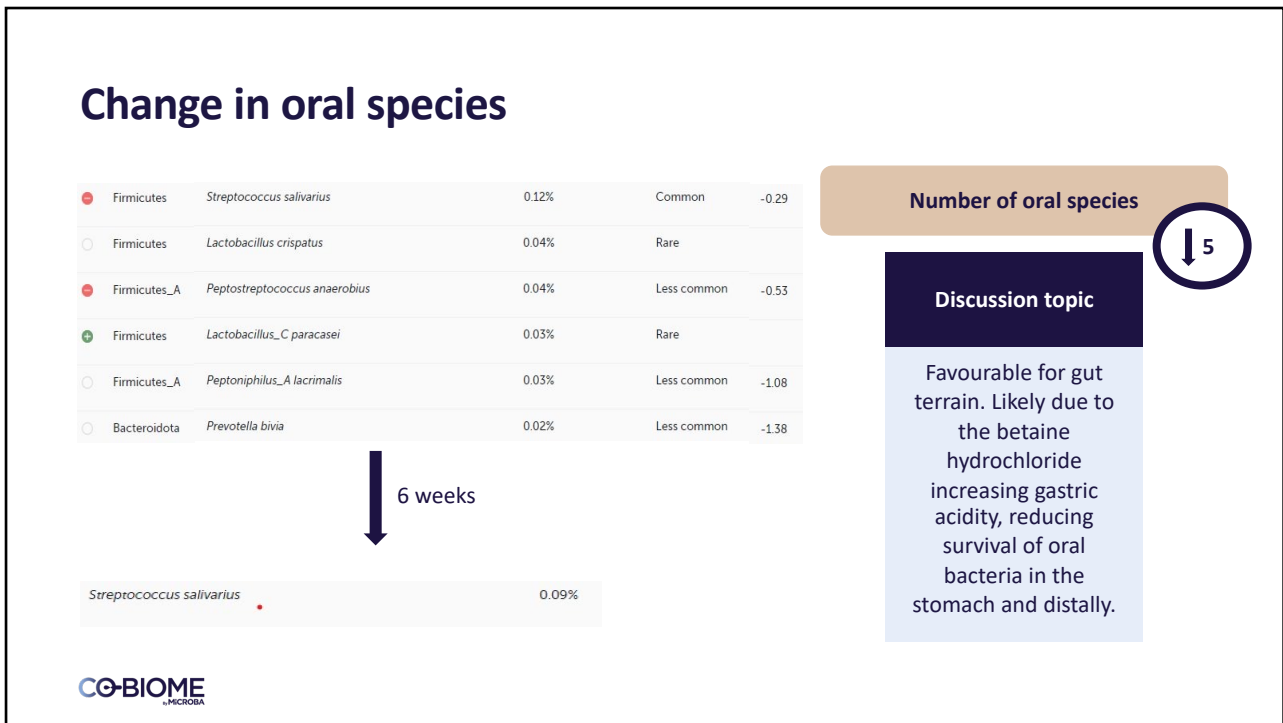 Change in oral species
Firmicutes Streptococcus salivarius 0.12% Common -0.29
Firmicutes Lactobacillus crispatus 0.04% Rare
Firmicutes_A Peptostreptococcus anaerobius 0.04% Less common -0.53
Firmicutes Lactobacillus_C paracasei 0.03% Rare
Firmicutes_A Peptoniphilus_A lacrimalis 0.03% Less common -1.08
Bacteroidota Prevotella bivia 0.02% Less common -1.38
6 weeks
Streptococcus salivarius 0.09%
Number of oral species
5
Discussion topic
Favourable for gut
terrain. Likely due to
the betaine
hydrochloride
increasing gastric
acidity, reducing
survival of oral
bacteria in the
stomach and distally.
CO-BIOME
by MICROBA